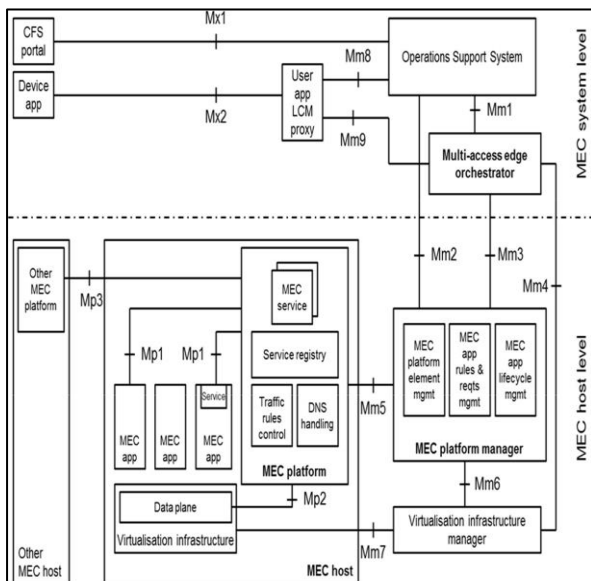 Mx1
CFS
portal
Operations Support System
Mm8
Device
app
User
app
LCM
proxy
Mx2
Mm9
Mm1
Multi-access edge
orchestrator
MEC system level
Mm2
Mm3
Mm4
Other
MEC
platform
Mp3
MEC
service
Mp1
Mp1
Service registry
MEC
platform
element
mgmt
MEC
app
rules &
reqts
mgmt
MEC
app
lifecycle
mgmt
Service
MEC
app
MEC
app
MEC
app
Traffic
rules
control
DNS
handling
Mm5
MEC platform
MEC platform manager
MEC host level
Mp2
Mm6
Data plane
Virtualisation infrastructure
Mm7
Virtualisation infrastructure
manager
Other
MEC host
MEC host